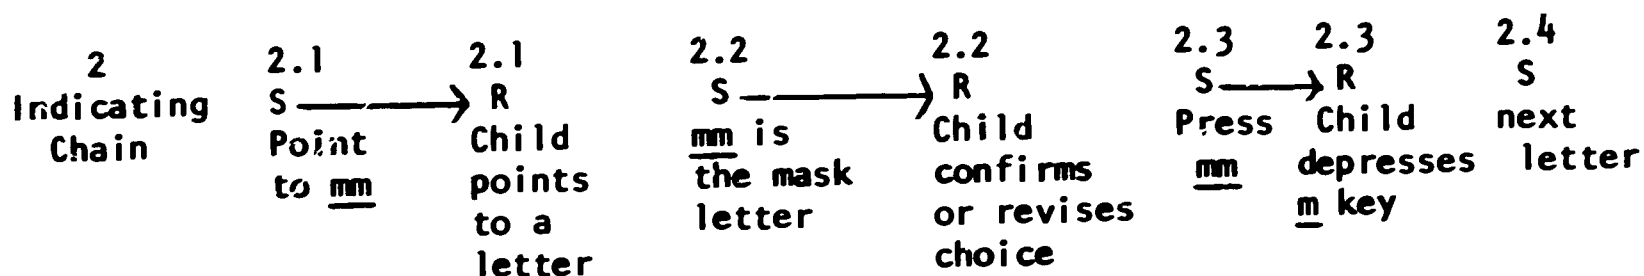 2
Indicating
Chain
2.1
S
Point
to mm
2.1
R
Child
points
to a
letter
2.2
S
mm is
the mask
letter
2.2
R
Child
confirms
or revises
choice
2.3
S
Press
mm
2.3
R
Child
depresses
m key
2.4
S
next
letter